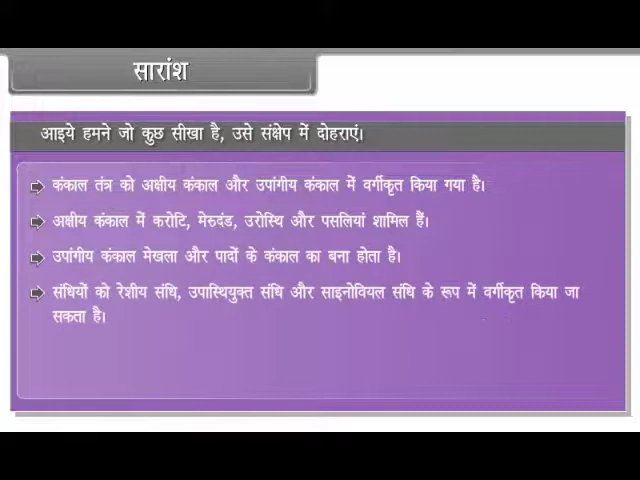 सारांश
आइये हमने जो कुछ सीखा है, उसे संक्षेप में दोहराएं।
कंकाल तंत्र को अक्षीय कंकाल और उपांगीय कंकाल में वर्गीकृत किया गया है।
अक्षीय कंकाल में करोटि, मेरुदंड, उरोस्थि और पसलियां शामिल हैं।
उपांगीय कंकाल मेखला और पादों के कंकाल का बना होता है।
संधियों को रेशीय संधि, उपास्थियुक्त संधि और साइनोवियल संधि के रूप में वर्गीकृत किया जा
सकता है।